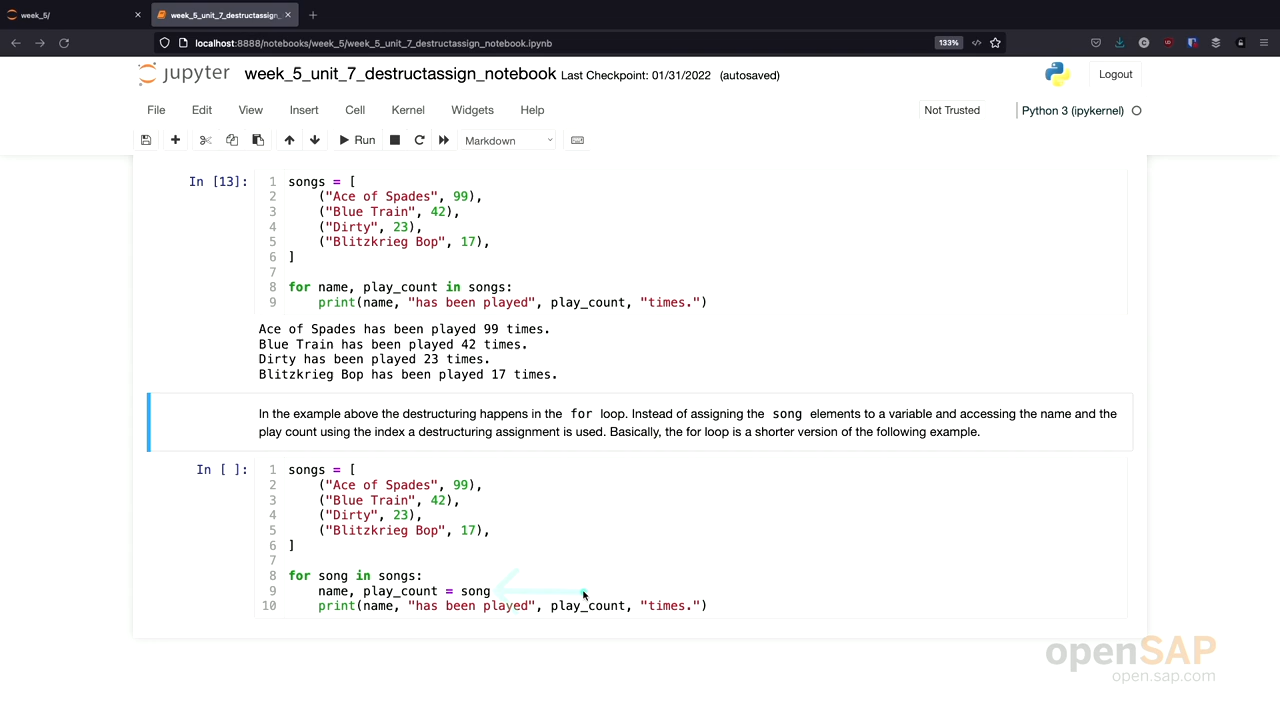 week_5/
week_5_unit_7_destructassign_
localhost:8888/notebooks/week_5/week_5_unit_7_destructassign_notebook.ipynb
133%
jupyter week_5_unit_7_destructassign_notebook Last Checkpoint: 01/31/2022 (autosaved)
Logout
File Edit View Insert Cell Kernel Widgets Help
Not Trusted Python 3 (ipykernel)
Run Markdown
In [13]:
1 songs = [
2 ("Ace of Spades", 99),
3 ("Blue Train", 42),
4 ("Dirty", 23),
5 ("Blitzkrieg Bop", 17),
6 ]
7
8 for name, play_count in songs:
9 print(name, "has been played", play_count, "times.")
Ace of Spades has been played 99 times.
Blue Train has been played 42 times.
Dirty has been played 23 times.
Blitzkrieg Bop has been played 17 times.
In the example above the destructuring happens in the for loop. Instead of assigning the song elements to a variable and accessing the name and the
play count using the index a destructuring assignment is used. Basically, the for loop is a shorter version of the following example.
In [ ]:
1 songs = [
2 ("Ace of Spades", 99),
3 ("Blue Train", 42),
4 ("Dirty", 23),
5 ("Blitzkrieg Bop", 17),
6 ]
7
8 for song in songs:
9 name, play_count = song
10 print(name, "has been played", play_count, "times.")
openSAP
open.sap.com